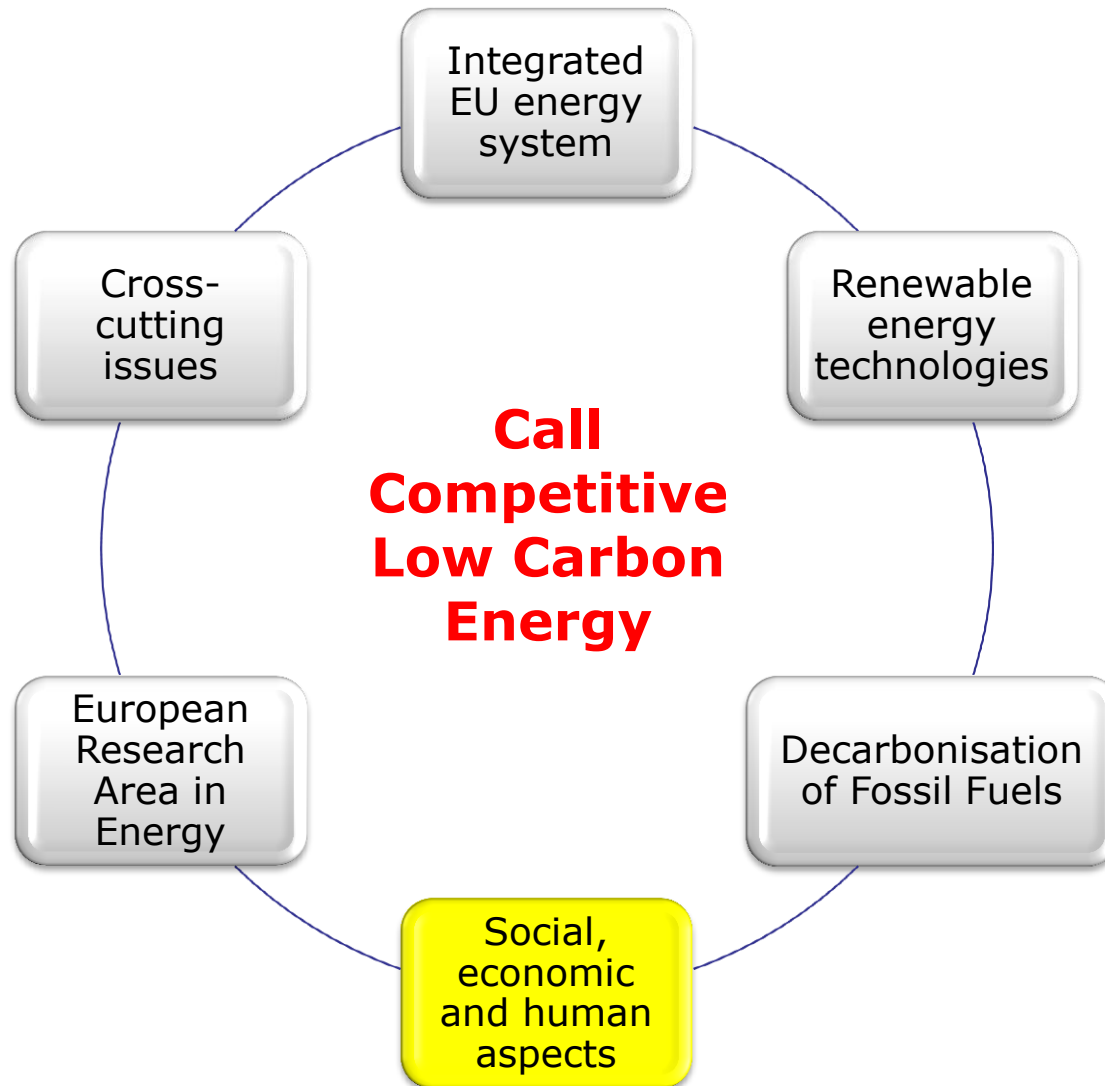 Integrated
EU energy
system
Renewable
energy
technologies
Decarbonisation
of Fossil Fuels
Social,
economic
and human
aspects
European
Research
Area in
Energy
Cross-
cutting
issues
Call
Competitive
Low Carbon
Energy